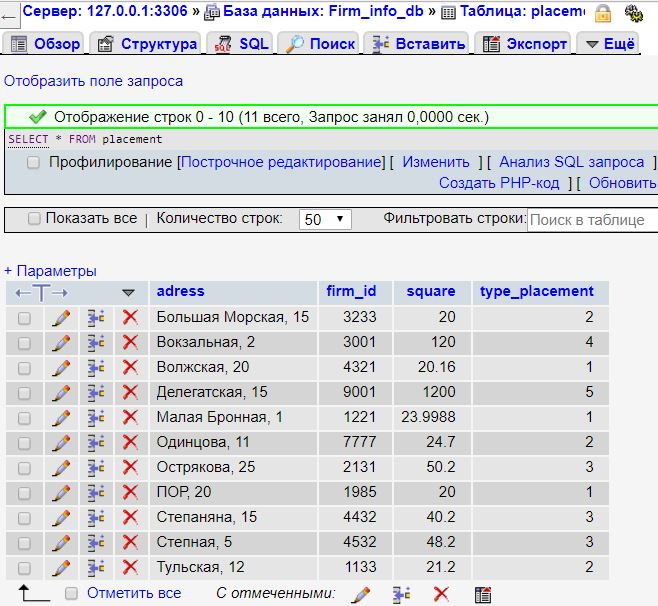 Сервер: 127.0.0.1:3306 » База данных: Firm_info_db » Таблица: placem
Обзор Структура SQL Поиск Вставить Экспорт Ещё
Отобразить поле запроса
Отображение строк 0 - 10 (11 всего, Запрос занял 0,0000 сек.)
SELECT * FROM placement
Профилирование [Построчное редактирование] [ Изменить ] [ Анализ SQL запроса ]
Создать PHP-код ] [ Обновить
Показать все | Количество строк: 50 Фильтровать строки: Поиск в таблице
+ Параметры
←T→ adress firm_id square type_placement
Большая Морская, 15 3233 20 2
Вокзальная, 2 3001 120 4
Волжская, 20 4321 20.16 1
Делегатская, 15 9001 1200 5
Малая Бронная, 1 1221 23.9988 1
Одинцова, 11 7777 24.7 2
Острякова, 25 2131 50.2 3
ПОР, 20 1985 20 1
Степаняна, 15 4432 40.2 3
Степная, 5 4532 48.2 3
Тульская, 12 1133 21.2 2
Отметить все С отмеченными: